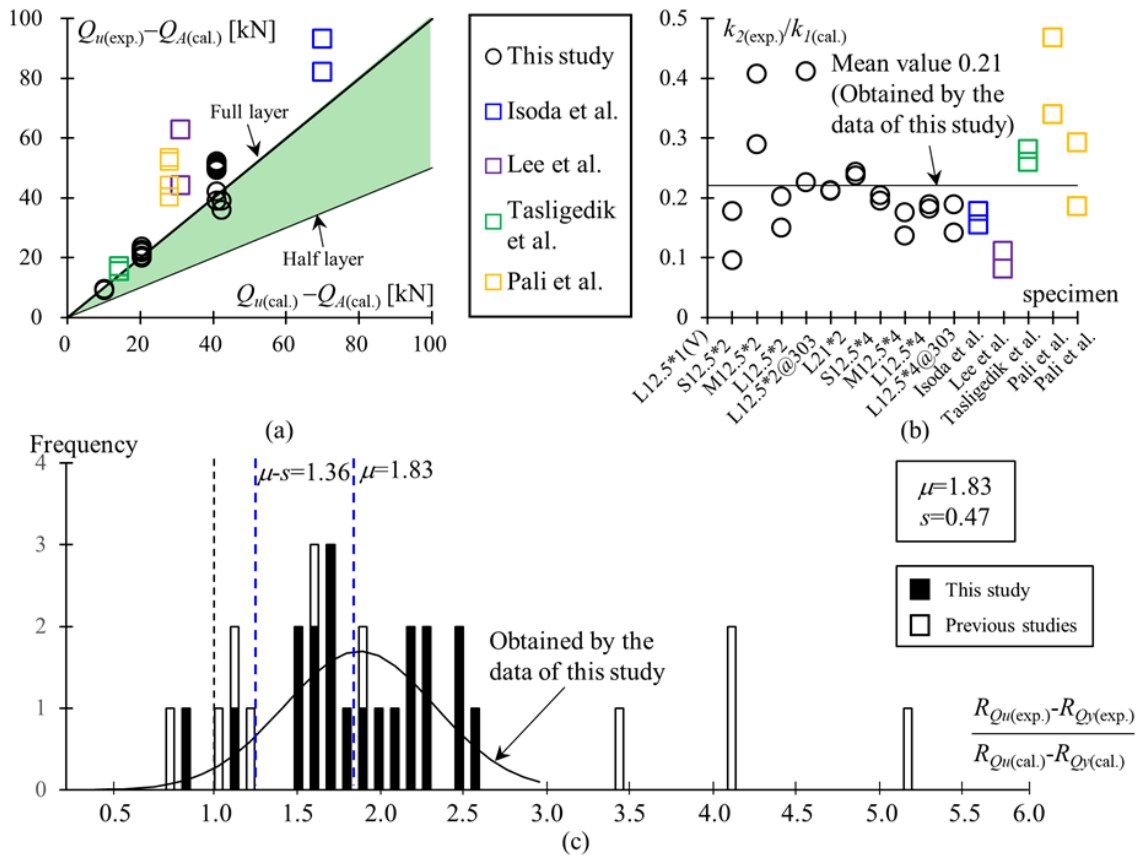 100
80
60
40
20
0
Qu(exp.)−QA(cal.) [kN]
Full layer
Half layer
Qu(cal.)−QA(cal.) [kN]
0 20 40 60 80 100
(a)
This study
Isoda et al.
Lee et al.
Tasligedik
et al.
Pali et al.
0.5
0.4
0.3
0.2
0.1
0
k2(exp.)/k1(cal.)
Mean value 0.21
(Obtained by the
data of this study)
specimen
L12.5*1(V)
S12.5*2
M12.5*2
L12.5*2
L12.5*2@303
L21*2
S12.5*4
M12.5*4
L12.5*4
L12.5*4@303
Isoda et al.
Lee et al.
Tasligedik et al.
Pali et al.
Pali et al.
(b)
Frequency
4
3
2
1
0
μ-s=1.36
μ=1.83
μ=1.83
s=0.47
This study
Previous studies
Obtained by the
data of this study
RQu(exp.)-RQy(exp.)
RQu(cal.)-RQy(cal.)
0.5 1.0 1.5 2.0 2.5 3.0 3.5 4.0 4.5 5.0 5.5 6.0
(c)